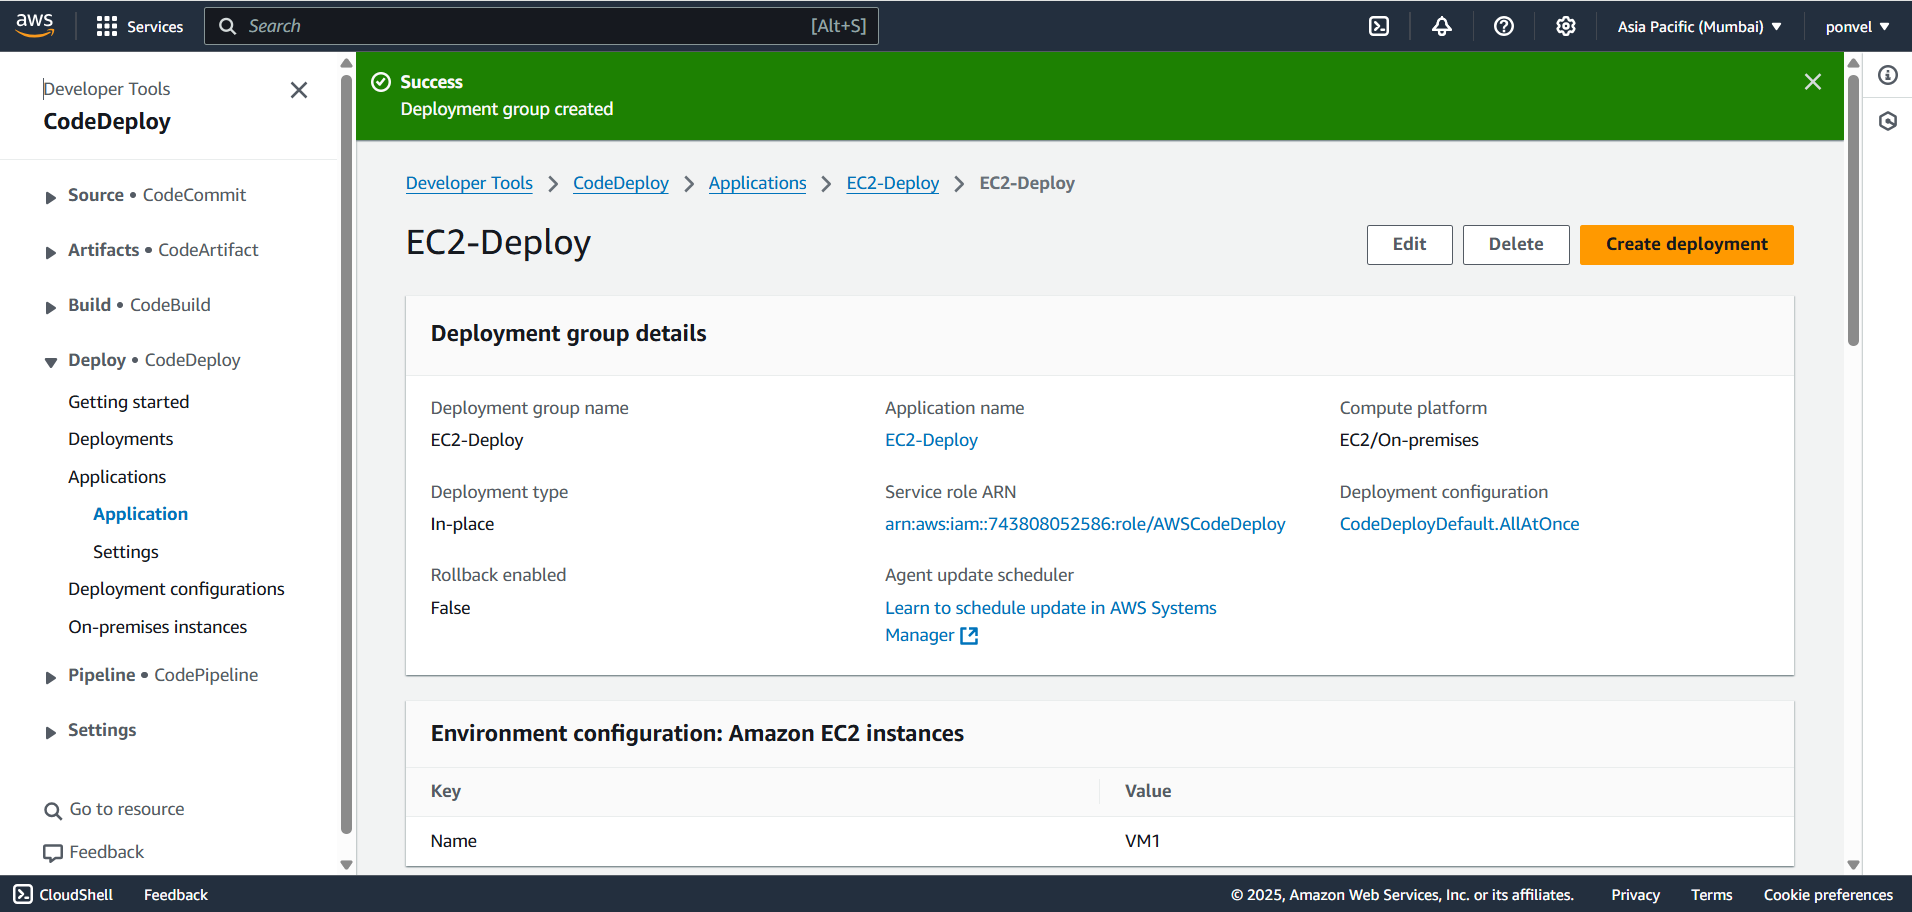 aws
Services
Search
[Alt+S]
Asia Pacific (Mumbai)
ponvel
Developer Tools
CodeDeploy
Source • CodeCommit
Artifacts • CodeArtifact
Build • CodeBuild
Deploy • CodeDeploy
Getting started
Deployments
Applications
Application
Settings
Deployment configurations
On-premises instances
Pipeline • CodePipeline
Settings
Go to resource
Feedback
Success
Deployment group created
Developer Tools > CodeDeploy > Applications > EC2-Deploy > EC2-Deploy
EC2-Deploy
Edit
Delete
Create deployment
Deployment group details
Deployment group name
EC2-Deploy
Application name
EC2-Deploy
Compute platform
EC2/On-premises
Deployment type
In-place
Service role ARN
arn:aws:iam::743808052586:role/AWSCodeDeploy
Deployment configuration
CodeDeployDefault.AllAtOnce
Rollback enabled
False
Agent update scheduler
Learn to schedule update in AWS Systems
Manager
Environment configuration: Amazon EC2 instances
Key
Value
Name
VM1
CloudShell
Feedback
© 2025, Amazon Web Services, Inc. or its affiliates.
Privacy
Terms
Cookie preferences